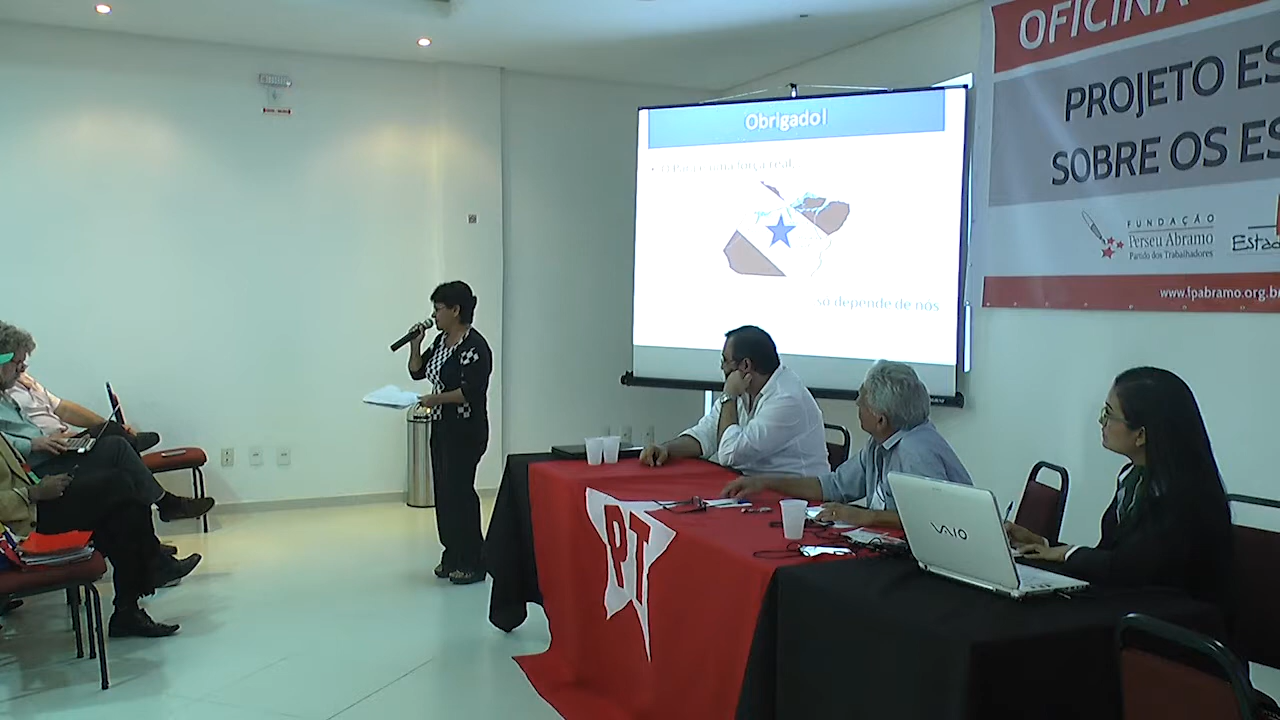 OFICINA
PROJETO ES
SOBRE OS ES
FUNDAÇÃO
Perseu Abramo
Partido dos Trabalhadores
Estad
www.fpabramo.org.br
Obrigado!
só depende de nós
PT
VAIO